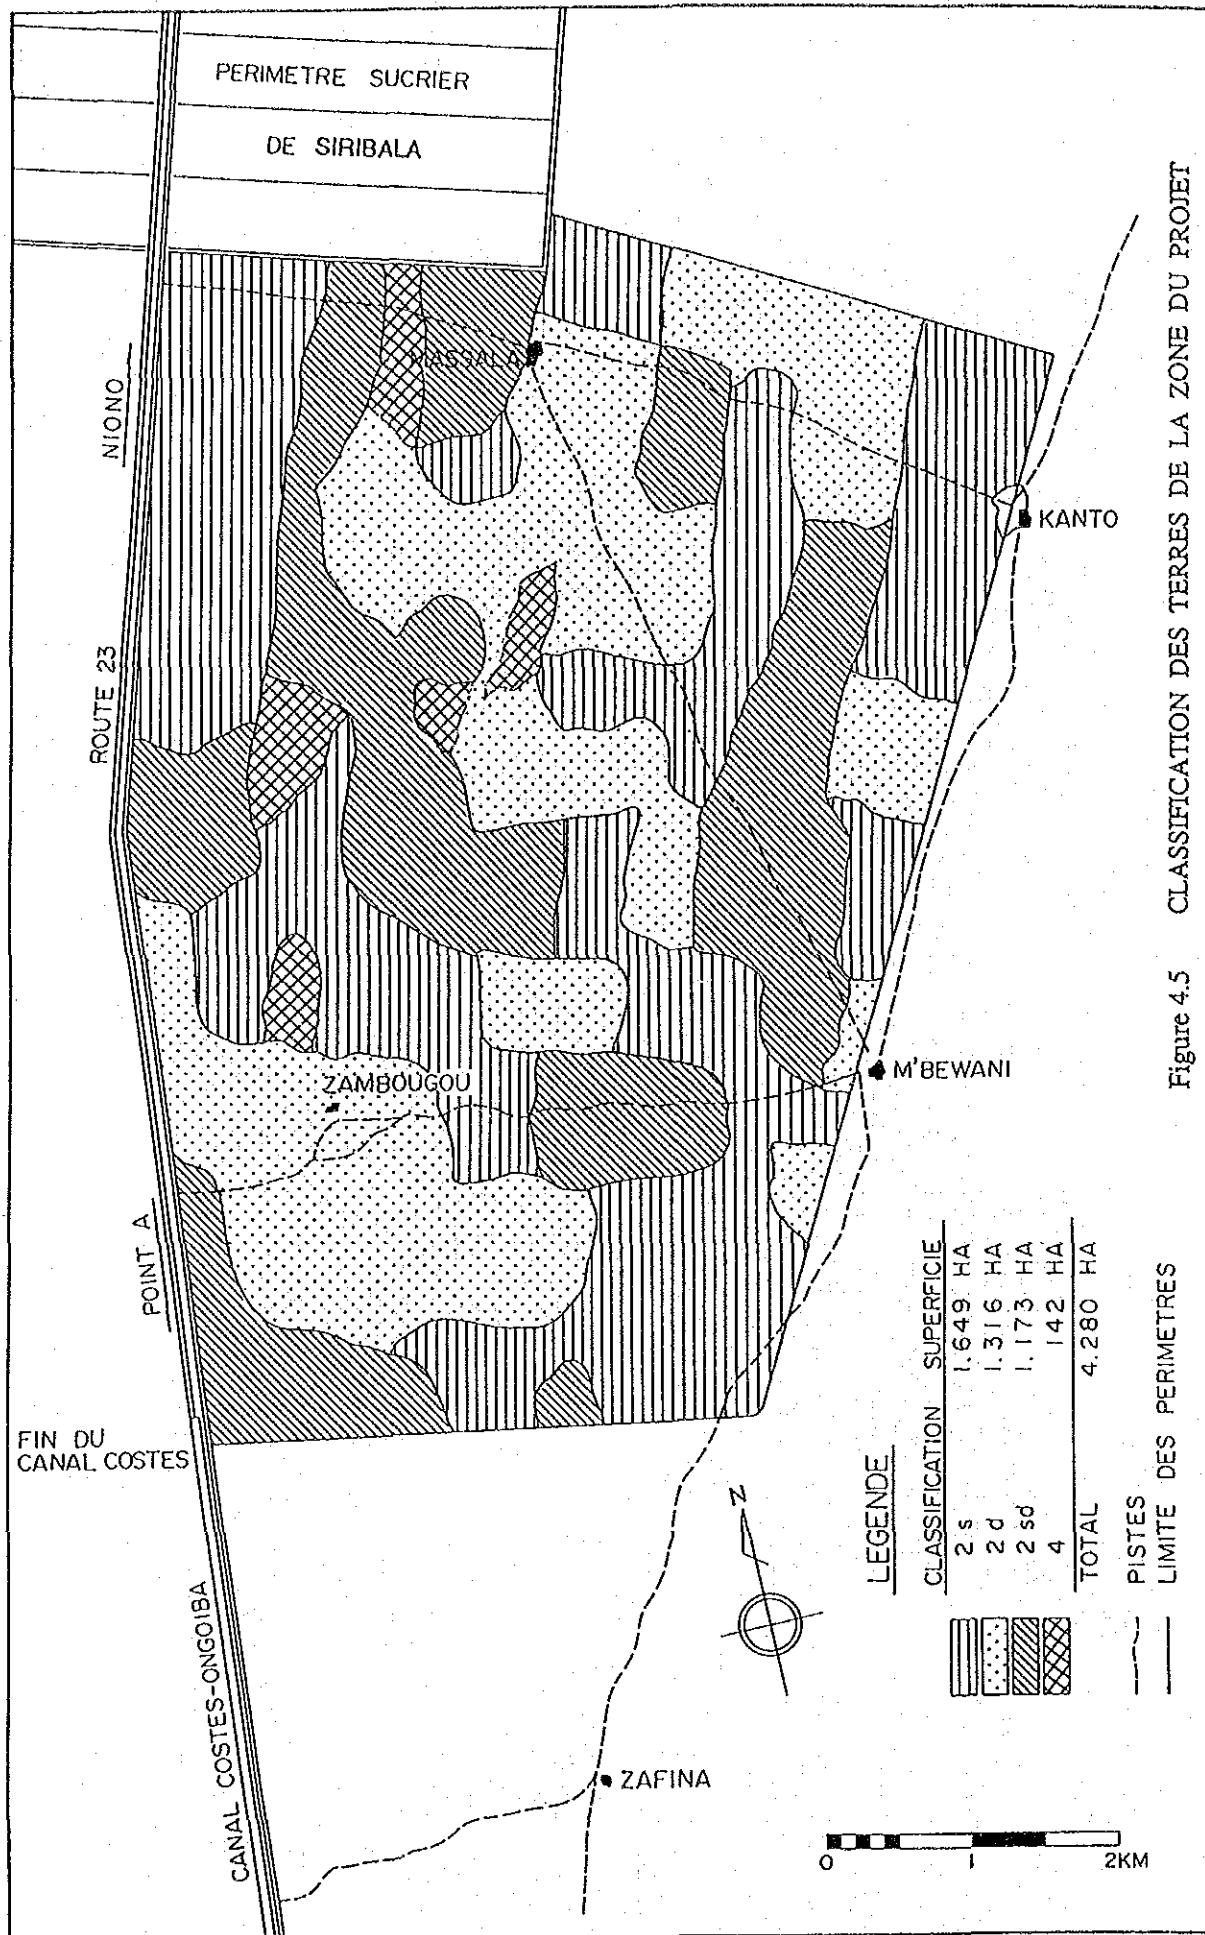 PERIMETRE SUCRIER
DE SIRIBALA
NIONO
ROUTE 23
MASSALA
KANTO
ZAMBOUGOU
M'BEWANI
POINT A
FIN DU
CANAL COSTES
CANAL COSTES-ONGOIBA
ZAFINA
N
LEGENDE
CLASSIFICATION SUPERFICIE
2 s 1.649 HA
2 d 1.316 HA
2 sd 1.173 HA
4 142 HA
TOTAL 4.280 HA
PISTES
LIMITE DES PERIMETRES
0 1 2KM
Figure 4.5 CLASSIFICATION DES TERRES DE LA ZONE DU PROJET